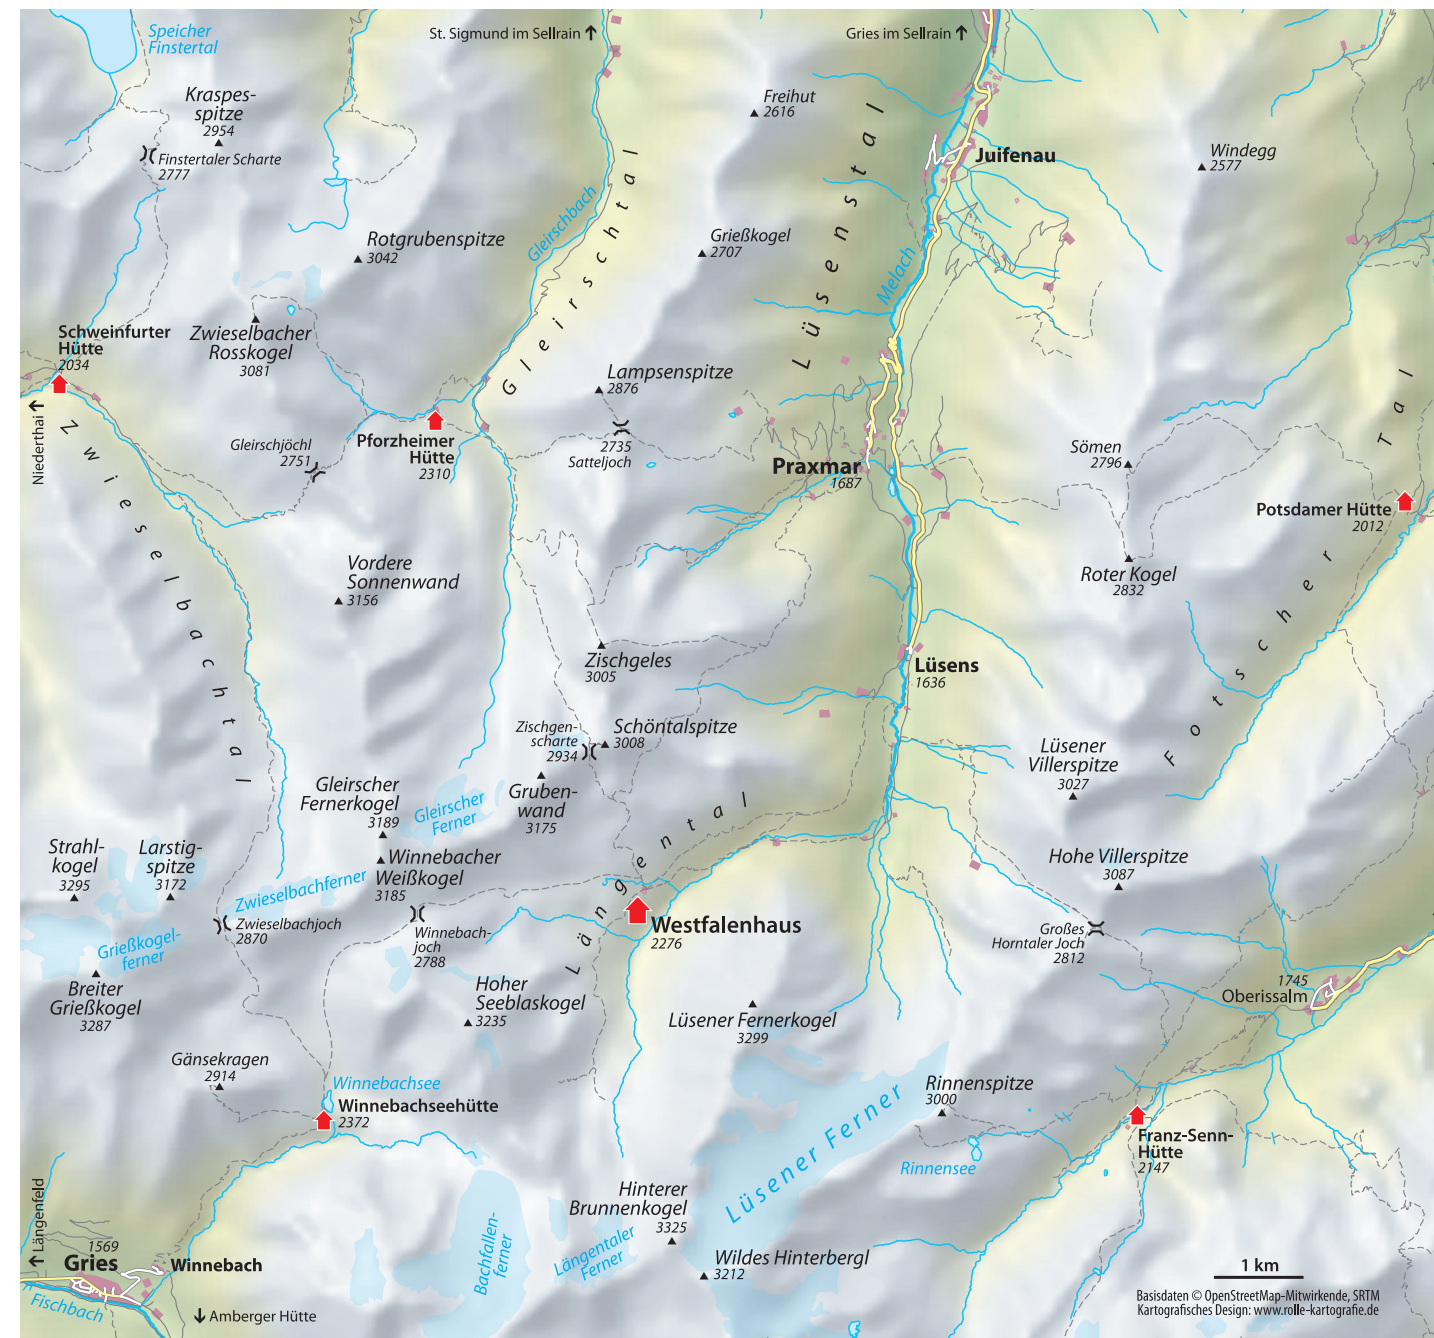 Speicher
Finstertal
St. Sigmund im Sellrain ↑
Gries im Sellrain ↑
Kraspes-
spitze
2954
Freihut
2616
Finstertaler Scharte
2777
Juifenau
Windegg
2577
Gleirschbach
Gleirschtal
Lüsenstal
Melach
Rotgrubenspitze
3042
Grießkogel
2707
Schweinfurter
Hütte
2034
Zwieselbacher
Rosskogel
3081
Niederthai ↑
Zwieselbachtal
Gleirschjöchl
2751
Pforzheimer
Hütte
2310
Lampsenspitze
2876
2735
Satteljoch
Praxmar
1687
Sömen
2796
Fotscher Tal
Potsdamer Hütte
2012
Vordere
Sonnenwand
3156
Roter Kogel
2832
Zischgeles
3005
Lüsens
1636
Zischgen-
scharte
2934
Schöntalspitze
3008
Lüsener
Villerspitze
3027
Gleirscher
Fernerkogel
3189
Gleirscher
Ferner
Gruben-
wand
3175
Strahl-
kogel
3295
Larstig-
spitze
3172
Winnebacher
Weißkogel
3185
Längental
Hohe Villerspitze
3087
Zwieselbachferner
Zwieselbachjoch
2870
Winnebach-
joch
2788
Westfalenhaus
2276
Großes
Horntaler Joch
2812
Grießkogel-
ferner
Breiter
Grießkogel
3287
Hoher
Seeblaskogel
3235
Lüsener Fernerkogel
3299
1745
Oberissalm
Gänsekragen
2914
Winnebachsee
Winnebachseehütte
2372
Rinnenspitze
3000
Lüsener Ferner
Rinnensee
Franz-Senn-
Hütte
2147
Längenfeld ↑
Hinterer
Brunnenkogel
3325
Bachfallen-
ferner
Längentaler
Ferner
Wildes Hinterbergl
3212
1569
Gries
Winnebach
Fischbach
↓ Amberger Hütte
1 km
Basisdaten © OpenStreetMap-Mitwirkende, SRTM
Kartografisches Design: www.rolle-kartografie.de